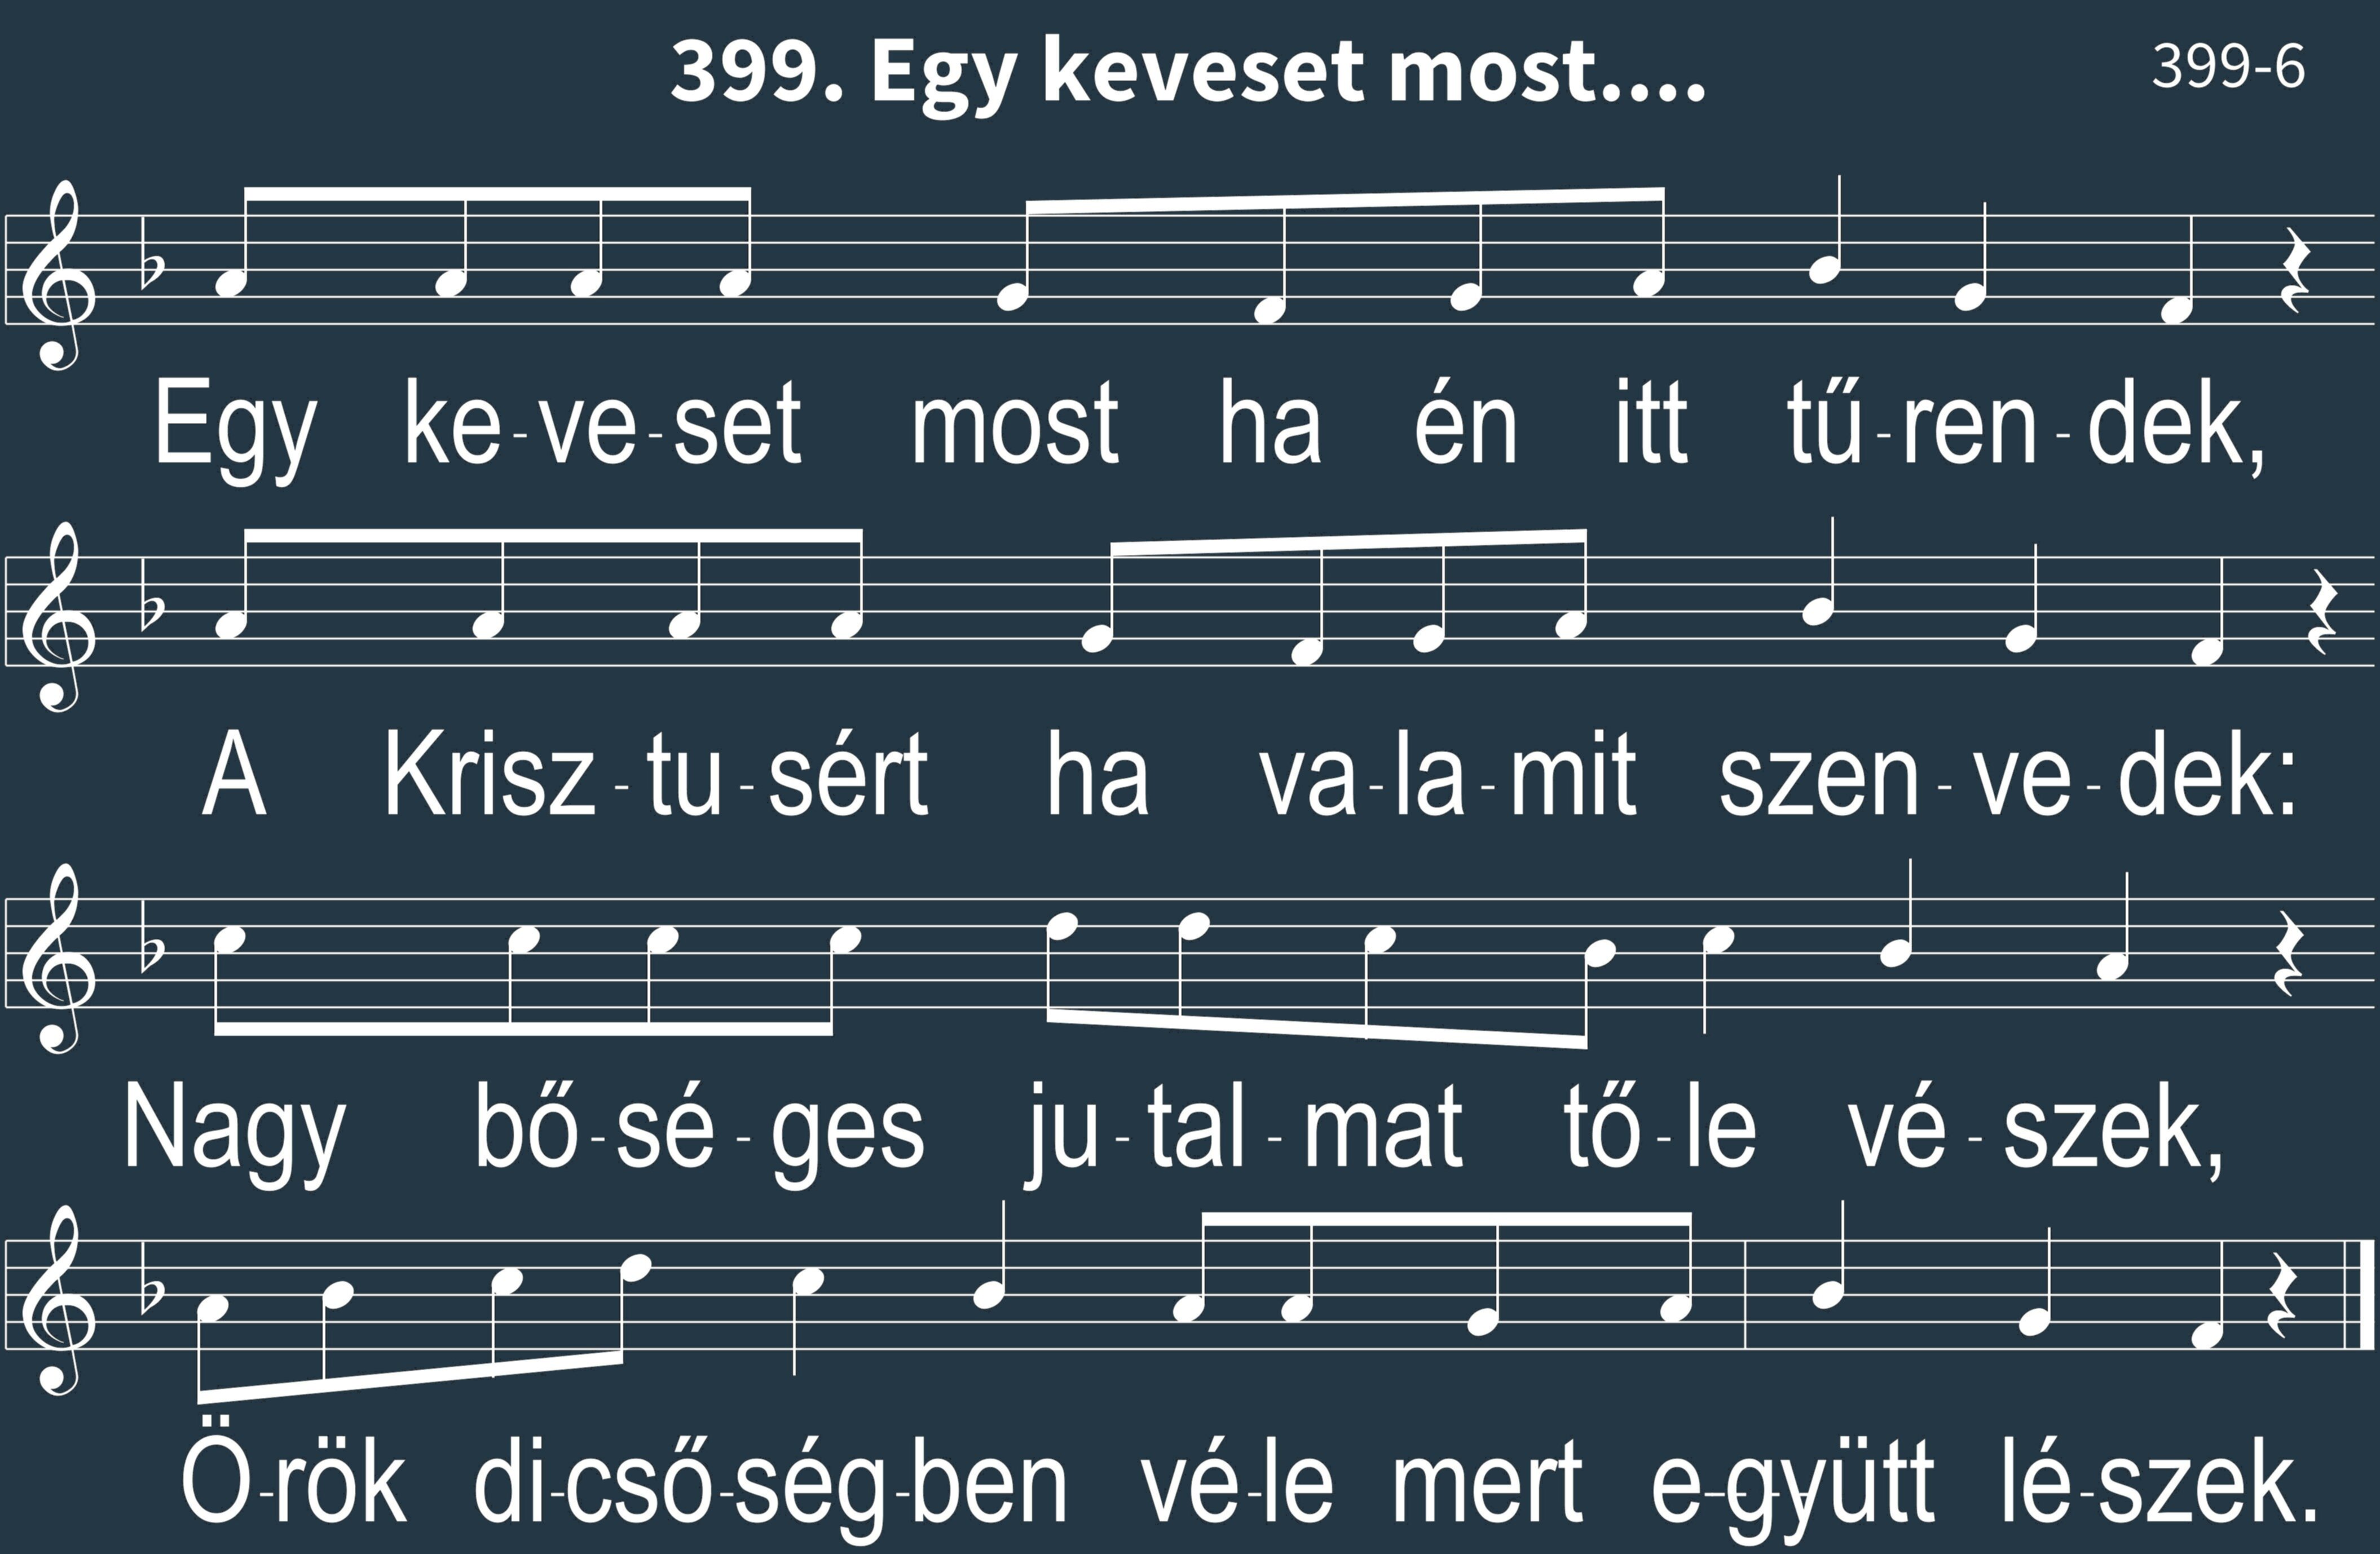 399. Egy keveset most....
399-6
Egy ke-ve-set most ha én itt tű-ren-dek,
A Krisz-tu-sért ha va-la-mit szen-ve-dek:
Nagy bő-sé-ges ju-tal-mat tő-le vé-szek,
Ö-rök di-cső-ség-ben vé-le mert e-gyütt lé-szek.